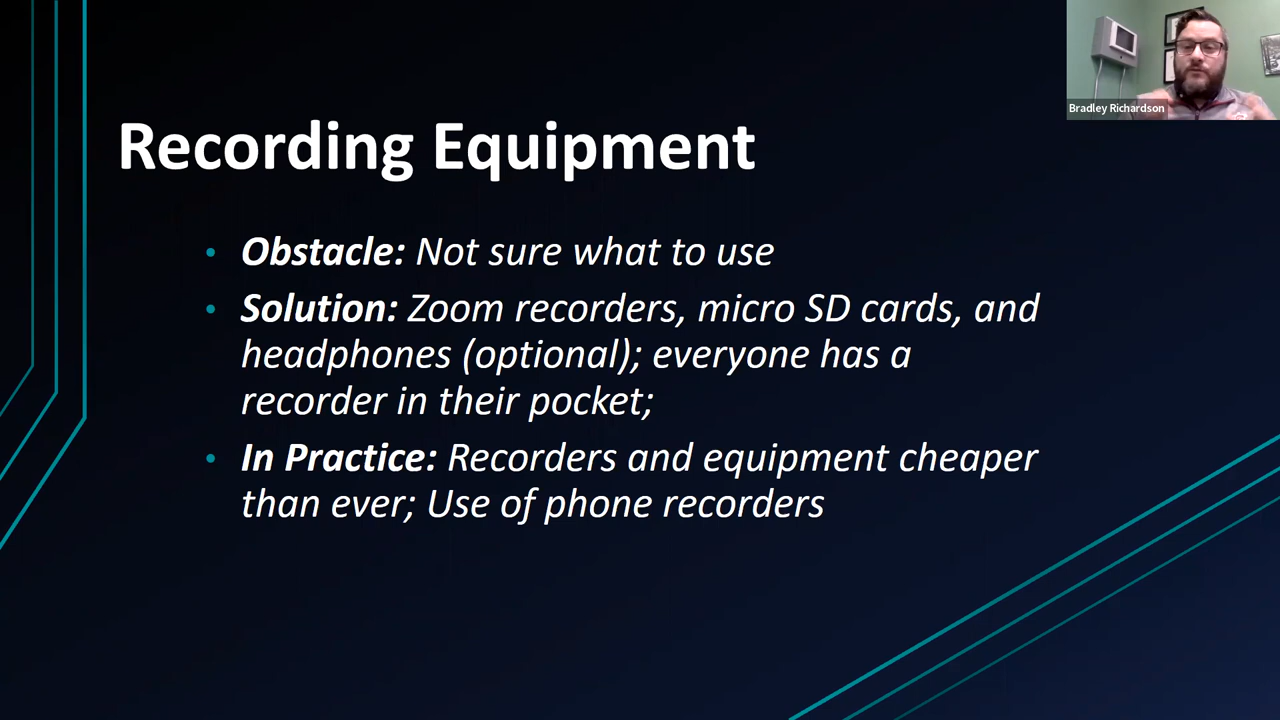 Bradley Richardson
Recording Equipment
• Obstacle: Not sure what to use
• Solution: Zoom recorders, micro SD cards, and
headphones (optional); everyone has a
recorder in their pocket;
• In Practice: Recorders and equipment cheaper
than ever; Use of phone recorders